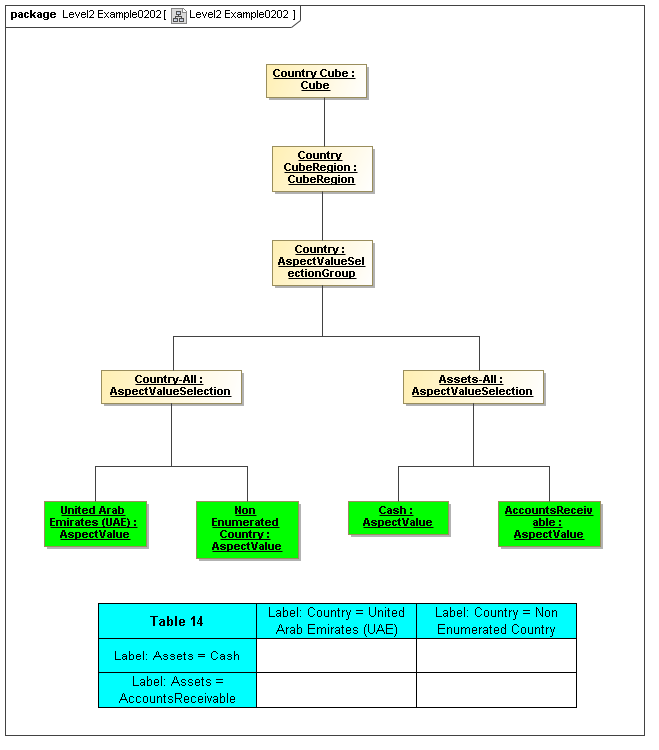 package Level2 Example0202 [ Level2 Example0202 ]
Country Cube :
Cube
Country
CubeRegion :
CubeRegion
Country :
AspectValueSel
ectionGroup
Country-All :
AspectValueSelection
Assets-All :
AspectValueSelection
United Arab
Emirates (UAE) :
AspectValue
Non
Enumerated
Country :
AspectValue
Cash :
AspectValue
AccountsReceiv
able :
AspectValue
Table 14
Label: Country = United
Arab Emirates (UAE)
Label: Country = Non
Enumerated Country
Label: Assets = Cash
Label: Assets =
AccountsReceivable